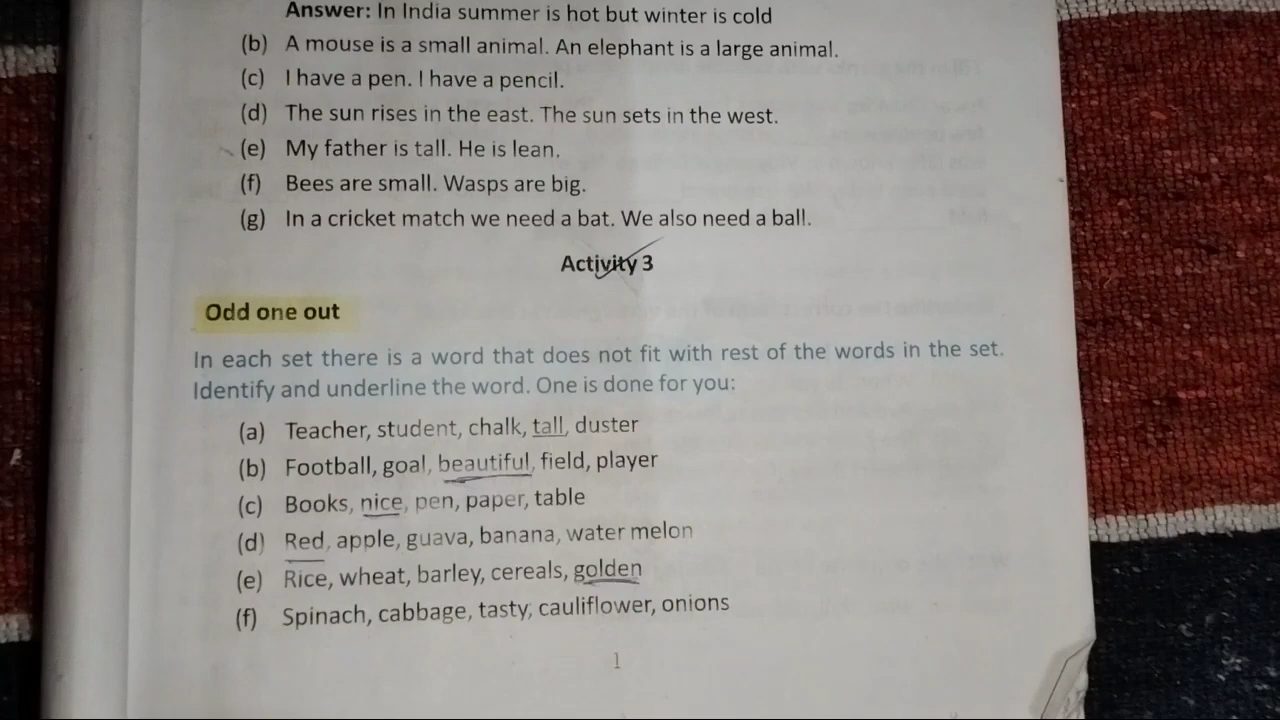 Answer: In India summer is hot but winter is cold
(b) A mouse is a small animal. An elephant is a large animal.
(c) I have a pen. I have a pencil.
(d) The sun rises in the east. The sun sets in the west.
(e) My father is tall. He is lean.
(f) Bees are small. Wasps are big.
(g) In a cricket match we need a bat. We also need a ball.
Activity 3
Odd one out
In each set there is a word that does not fit with rest of the words in the set.
Identify and underline the word. One is done for you:
(a) Teacher, student, chalk, tall, duster
(b) Football, goal, beautiful, field, player
(c) Books, nice, pen, paper, table
(d) Red, apple, guava, banana, water melon
(e) Rice, wheat, barley, cereals, golden
(f) Spinach, cabbage, tasty, cauliflower, onions
1